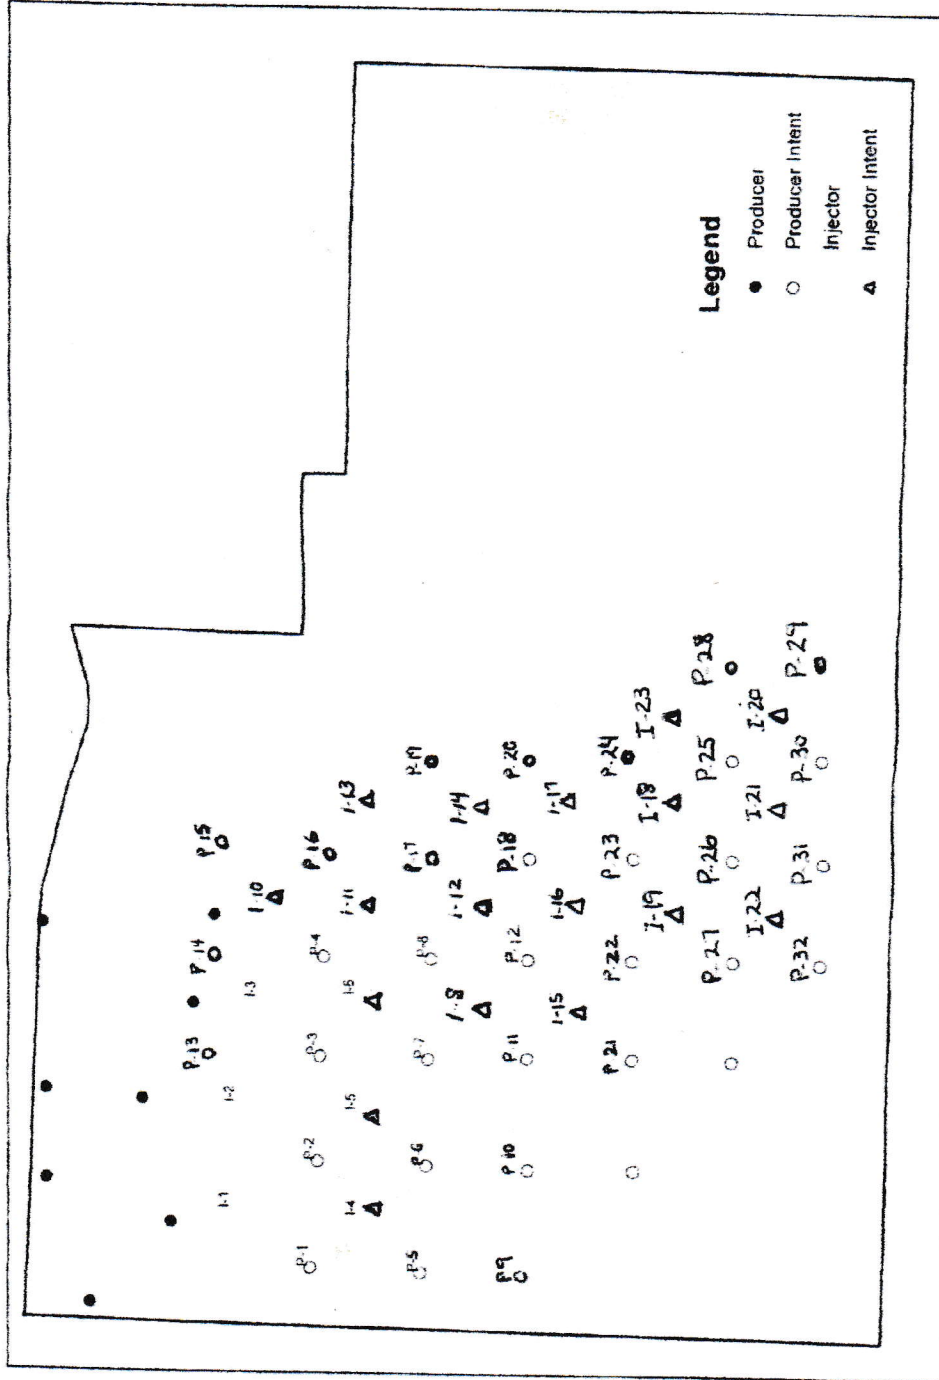 P-13
P-14
P-15
I-1
I-2
I-3
I-10
P-1
P-2
P-3
P-4
P-16
I-4
I-5
I-6
I-11
I-13
P-5
P-6
P-7
P-8
P-17
P-19
I-8
I-12
I-14
P-9
P-10
P-11
P-12
P-18
P-20
I-15
I-16
I-17
P-21
P-22
P-23
P-24
I-19
I-18
I-23
P-27
P-26
P-25
P-28
I-22
I-21
I-20
P-32
P-31
P-30
P-29
Legend
Producer
Producer Intent
Injector
Injector Intent